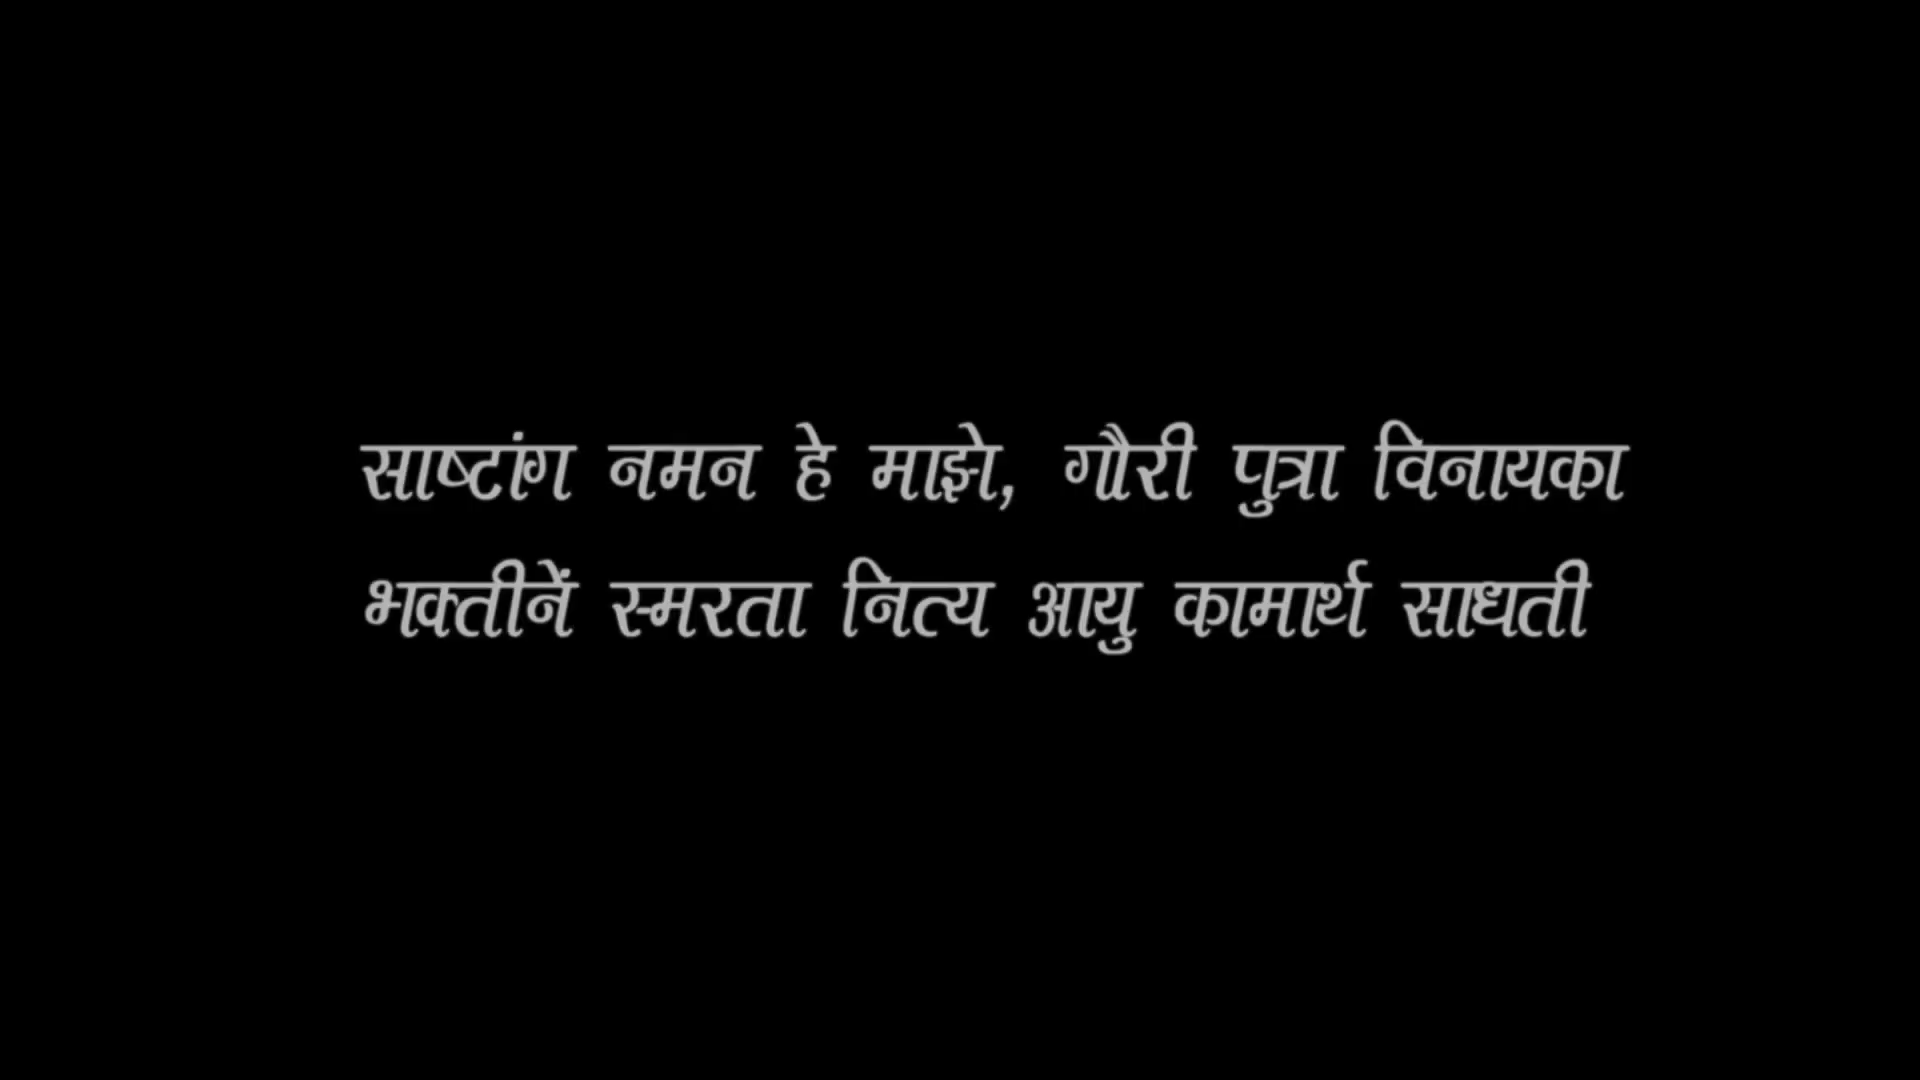 साष्टांग नमन हे माझे, गौरी पुत्रा विनायका
भक्तीनें स्मरता नित्य आयु कामार्थ साधती